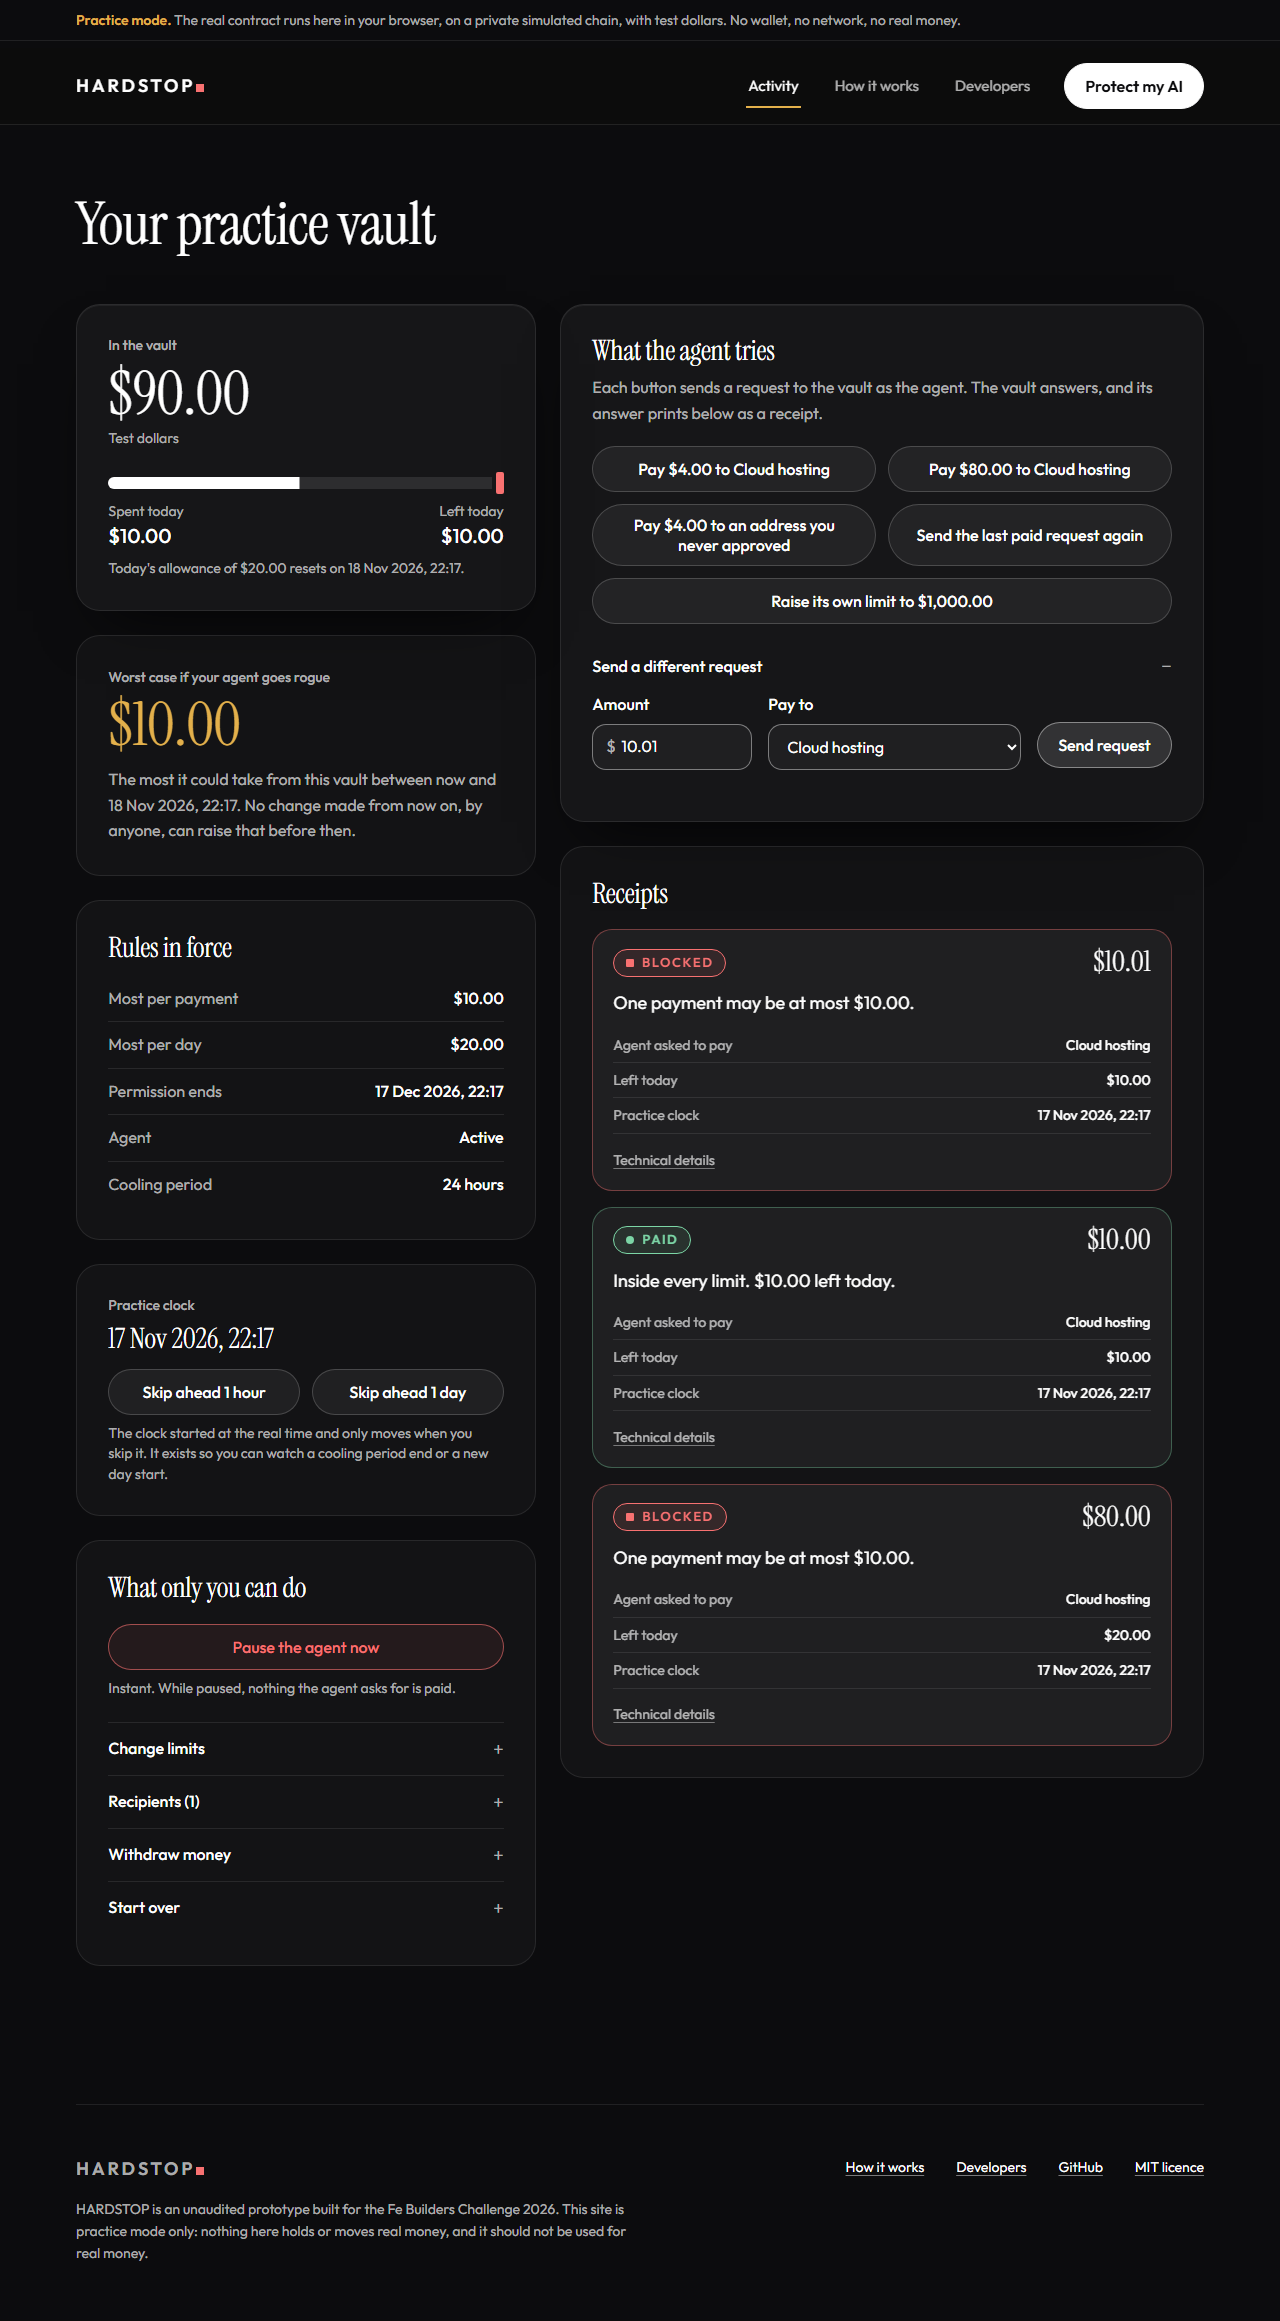 Practice mode. The real contract runs here in your browser, on a private simulated chain, with test dollars. No wallet, no network, no real money.
HARDSTOP
Activity
How it works
Developers
Protect my AI
Your practice vault
In the vault
$90.00
Test dollars
Spent today
Left today
$10.00
$10.00
Today's allowance of $20.00 resets on 18 Nov 2026, 22:17.
Worst case if your agent goes rogue
$10.00
The most it could take from this vault between now and
18 Nov 2026, 22:17. No change made from now on, by
anyone, can raise that before then.
Rules in force
Most per payment
$10.00
Most per day
$20.00
Permission ends
17 Dec 2026, 22:17
Agent
Active
Cooling period
24 hours
Practice clock
17 Nov 2026, 22:17
Skip ahead 1 hour
Skip ahead 1 day
The clock started at the real time and only moves when you
skip it. It exists so you can watch a cooling period end or a new
day start.
What only you can do
Pause the agent now
Instant. While paused, nothing the agent asks for is paid.
Change limits +
Recipients (1) +
Withdraw money +
Start over +
What the agent tries
Each button sends a request to the vault as the agent. The vault answers, and its
answer prints below as a receipt.
Pay $4.00 to Cloud hosting
Pay $80.00 to Cloud hosting
Pay $4.00 to an address you
never approved
Send the last paid request again
Raise its own limit to $1,000.00
Send a different request –
Amount
Pay to
$ 10.01
Cloud hosting
Send request
Receipts
BLOCKED
$10.01
One payment may be at most $10.00.
Agent asked to pay
Cloud hosting
Left today
$10.00
Practice clock
17 Nov 2026, 22:17
Technical details
PAID
$10.00
Inside every limit. $10.00 left today.
Agent asked to pay
Cloud hosting
Left today
$10.00
Practice clock
17 Nov 2026, 22:17
Technical details
BLOCKED
$80.00
One payment may be at most $10.00.
Agent asked to pay
Cloud hosting
Left today
$20.00
Practice clock
17 Nov 2026, 22:17
Technical details
HARDSTOP
How it works
Developers
GitHub
MIT licence
HARDSTOP is an unaudited prototype built for the Fe Builders Challenge 2026. This site is
practice mode only: nothing here holds or moves real money, and it should not be used for
real money.